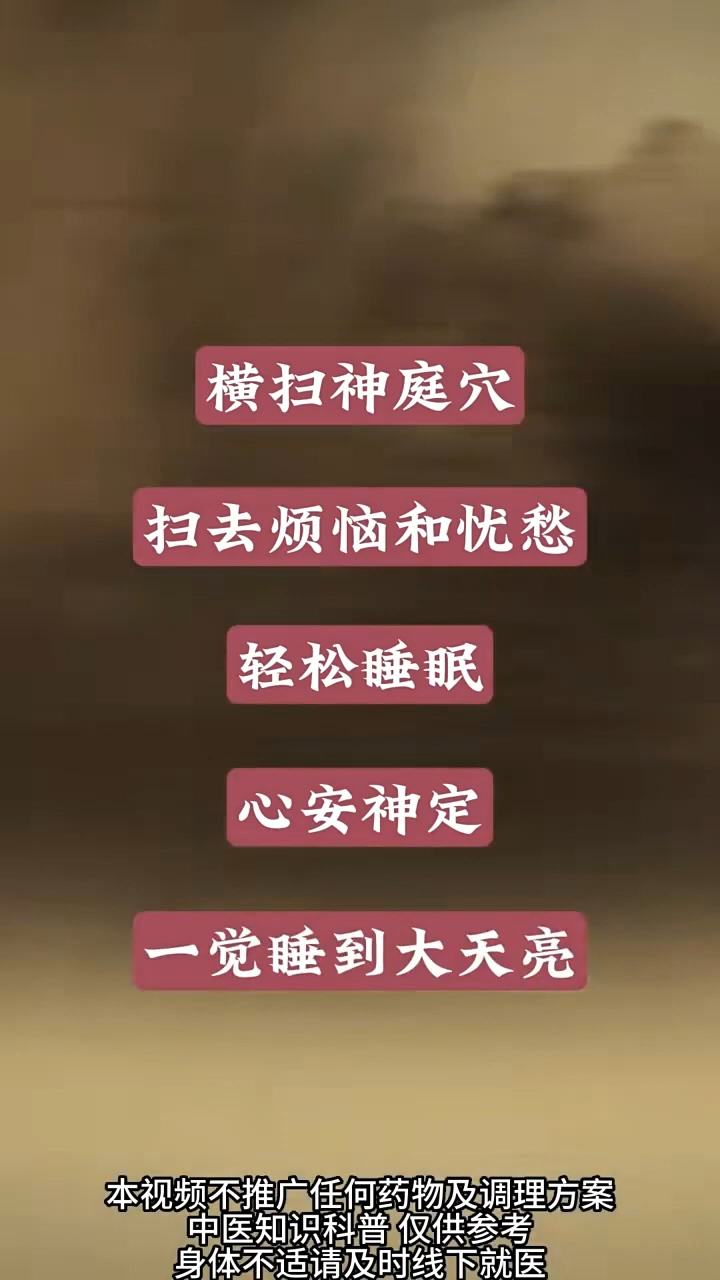 横扫神庭穴
扫去烦恼和忧愁
轻松睡眠
心安神定
一觉睡到大天亮
本视频不推广任何药物及调理方案
中医知识科普 仅供参考
身体不适请及时线下就医